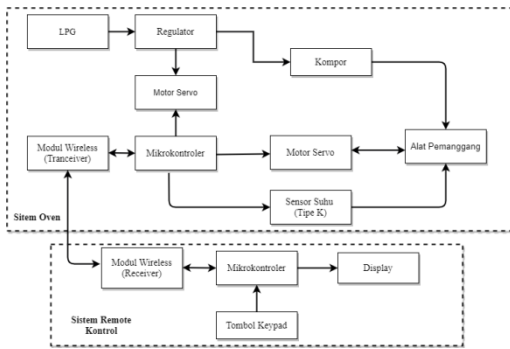 LPG
Regulator
Kompor
Motor Servo
Modul Wireless
(Tranceiver)
Mikrokontroler
Motor Servo
Alat Pemanggang
Sensor Suhu
(Tipe K)
Sitem Oven
Modul Wireless
(Receiver)
Mikrokontroler
Display
Sistem Remote
Kontrol
Tombol Keypad